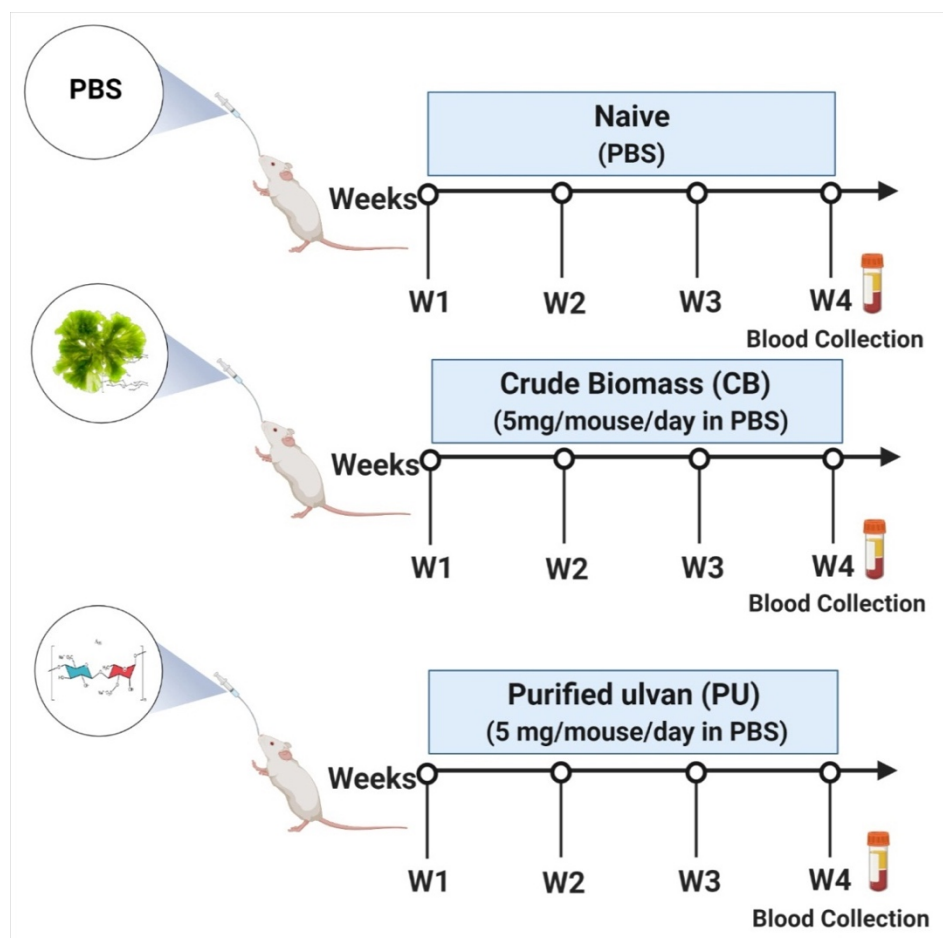 PBS
Naive
(PBS)
Weeks
W1 W2 W3 W4
Blood Collection
Crude Biomass (CB)
(5mg/mouse/day in PBS)
Weeks
W1 W2 W3 W4
Blood Collection
Purified ulvan (PU)
(5 mg/mouse/day in PBS)
Weeks
W1 W2 W3 W4
Blood Collection